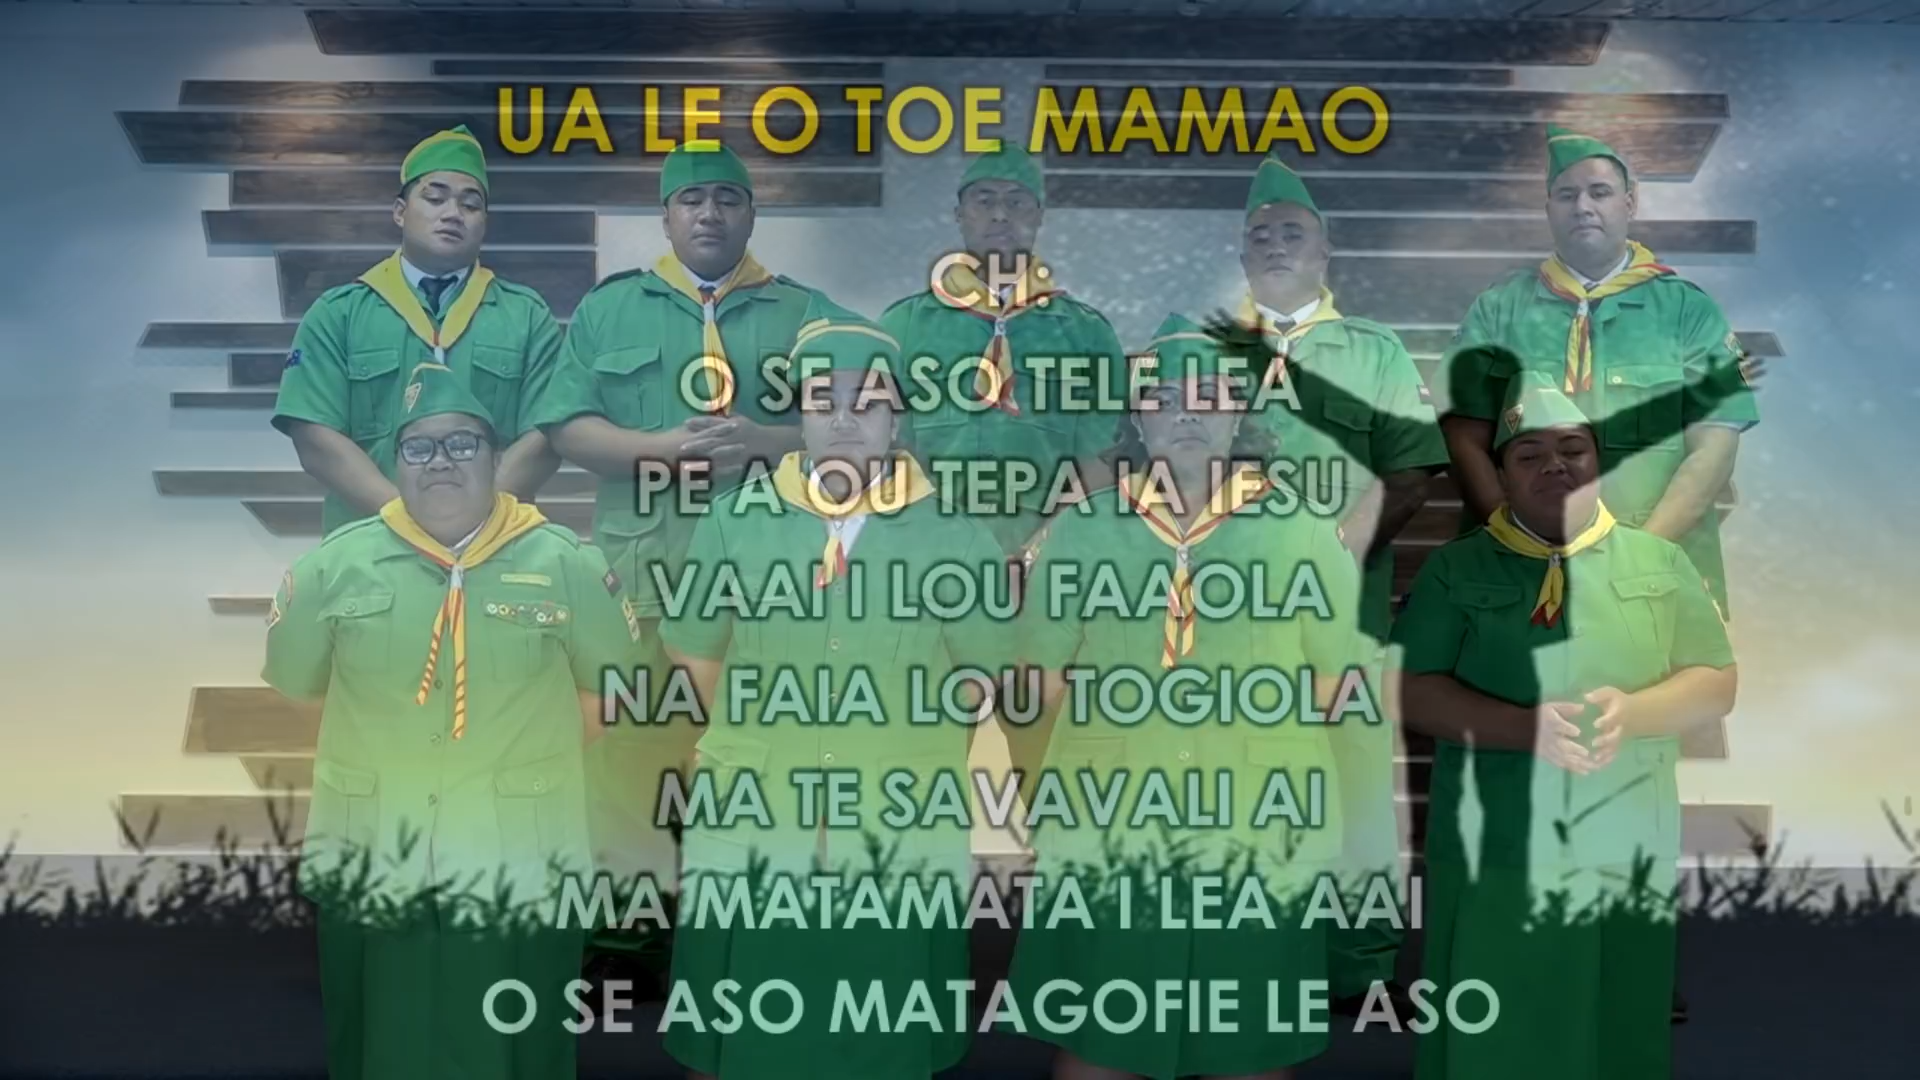 UA LE O TOE MAMAO
CH:
O SE ASO TELE LEA
PE A OU TEPA IA IESU
VAAI I LOU FAAOLA
NA FAIA LOU TOGIOLA
MA TE SAVAVALI AI
MA MATAMATA I LEA AAI
O SE ASO MATAGOFIE LE ASO